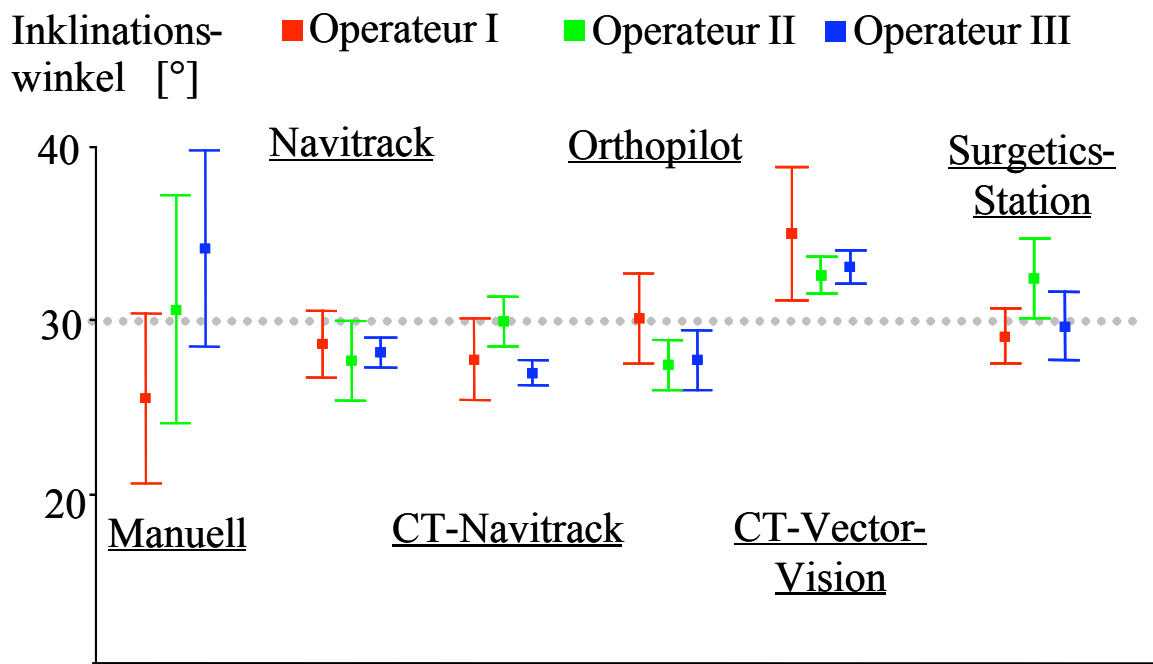 Inklinations-
winkel [°]
Operateur I
Operateur II
Operateur III
40
30
20
Navitrack
Orthopilot
Surgetics-
Station
Manuell
CT-Navitrack
CT-Vector-
Vision